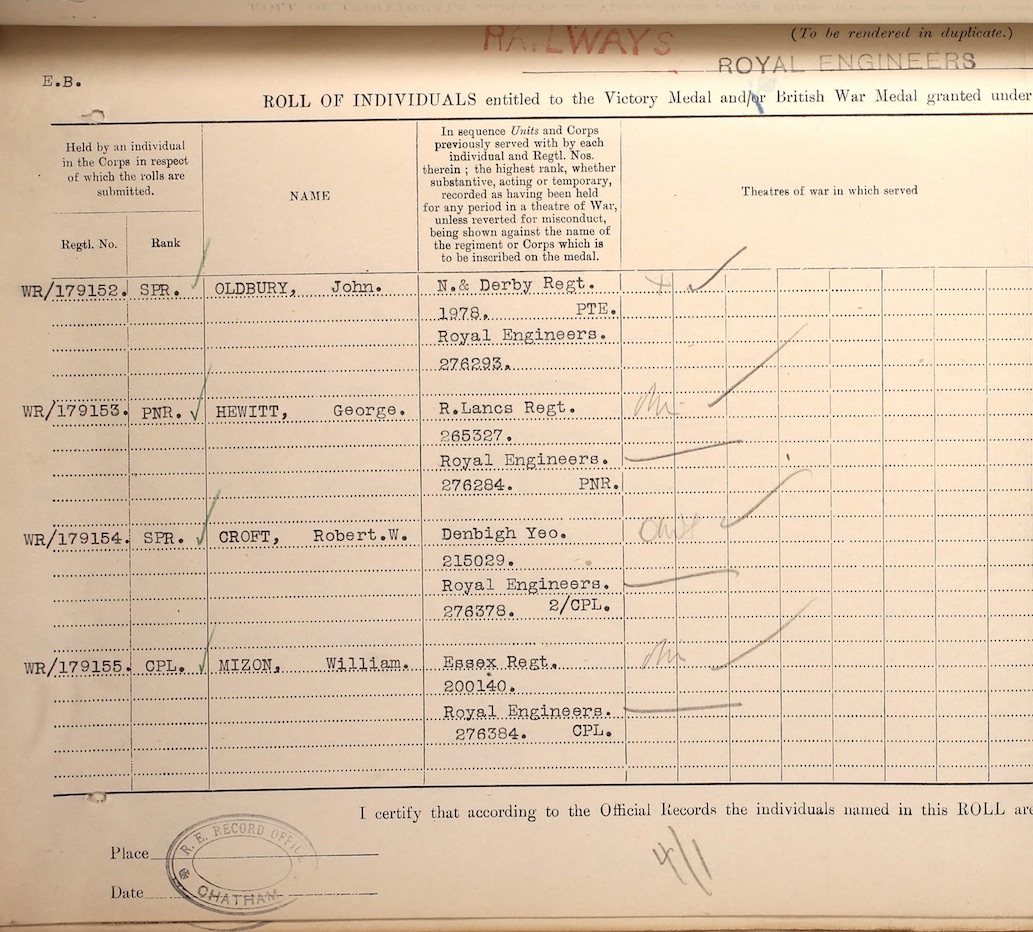 RAILWAYS
(To be rendered in duplicate.)
ROYAL ENGINEERS
E.B.
ROLL OF INDIVIDUALS entitled to the Victory Medal and/or British War Medal granted under
Held by an individual
in the Corps in respect
of which the rolls are
submitted.
Regtl. No.
Rank
NAME
In sequence Units and Corps
previously served with by each
individual and Regtl. Nos.
therein ; the highest rank, whether
substantive, acting or temporary,
recorded as having been held
for any period in a theatre of War,
unless reverted for misconduct,
being shown against the name of
the regiment or Corps which is
to be inscribed on the medal.
Theatres of war in which served
WR/179152. SPR. OLDBURY, John. N.& Derby Regt.
1978. PTE.
Royal Engineers.
276293.
WR/179153. PNR. HEWITT, George. R.Lancs Regt.
265327.
Royal Engineers.
276284. PNR.
WR/179154. SPR. CROFT, Robert.W. Denbigh Yeo.
215029.
Royal Engineers.
276378. 2/CPL.
WR/179155. CPL. MIZON, William. Essex Regt.
200140.
Royal Engineers.
276384. CPL.
I certify that according to the Official Records the individuals named in this ROLL are
Place
Date
R. E. RECORD OFFICE
CHATHAM
4/1